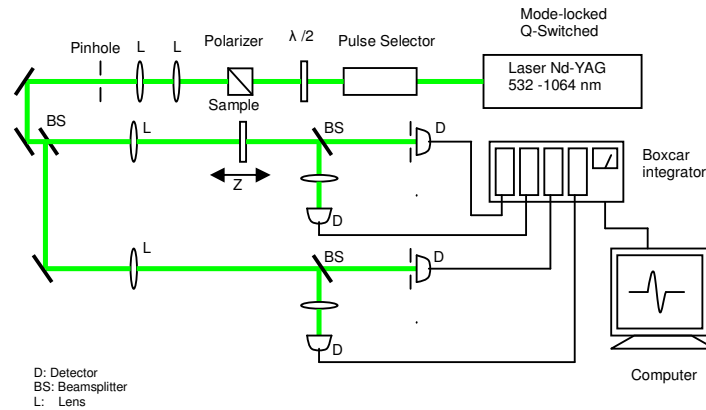 Mode-locked
Q-Switched
Pinhole
L
L
Polarizer
λ /2
Pulse Selector
Laser Nd-YAG
532 -1064 nm
Sample
BS
L
BS
D
Z
D
Boxcar
integrator
L
BS
D
D
Computer
D: Detector
BS: Beamsplitter
L: Lens